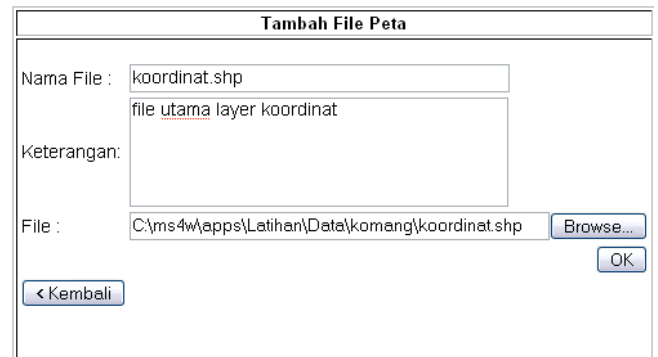 Tambah File Peta
Nama File : koordinat.shp
file utama layer koordinat
Keterangan:
File : C:\ms4w\apps\Latihan\Data\komang\koordinat.shp Browse...
OK
< Kembali